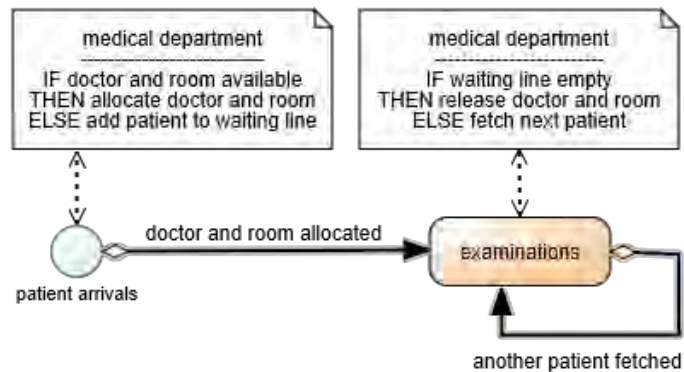 medical department
IF doctor and room available
THEN allocate doctor and room
ELSE add patient to waiting line
medical department
IF waiting line empty
THEN release doctor and room
ELSE fetch next patient
doctor and room allocated
examinations
patient arrivals
another patient fetched